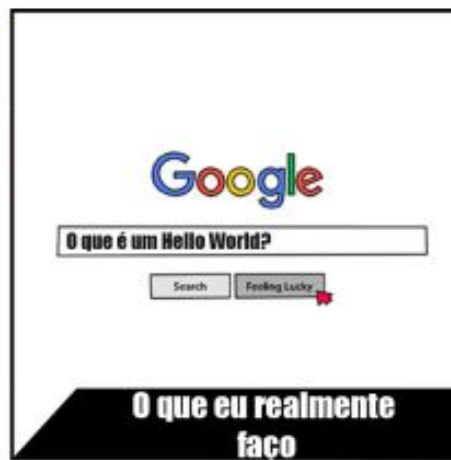 Google
O que é um Hello World?
Search Feeling Lucky
O que eu realmente
faço